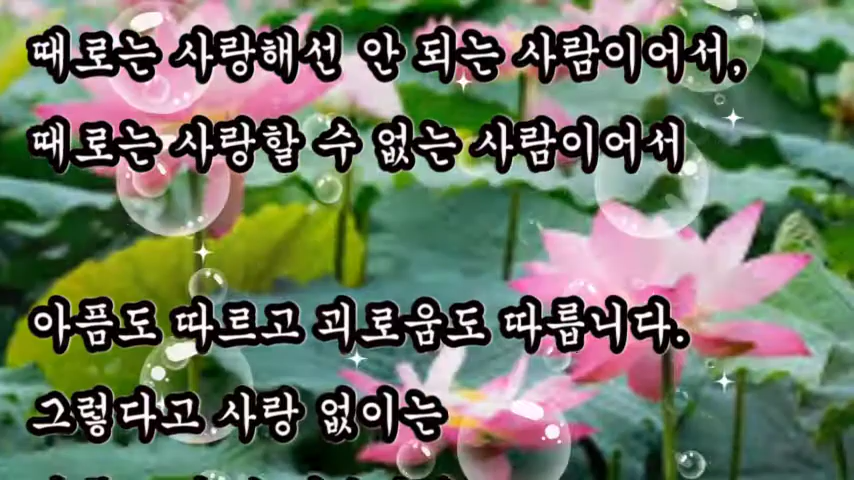 때로는 사랑해선 안 되는 사람이어서,
때로는 사랑할 수 없는 사람이어서
아픔도 따르고 괴로움도 따릅니다.
그렇다고 사랑 없이는